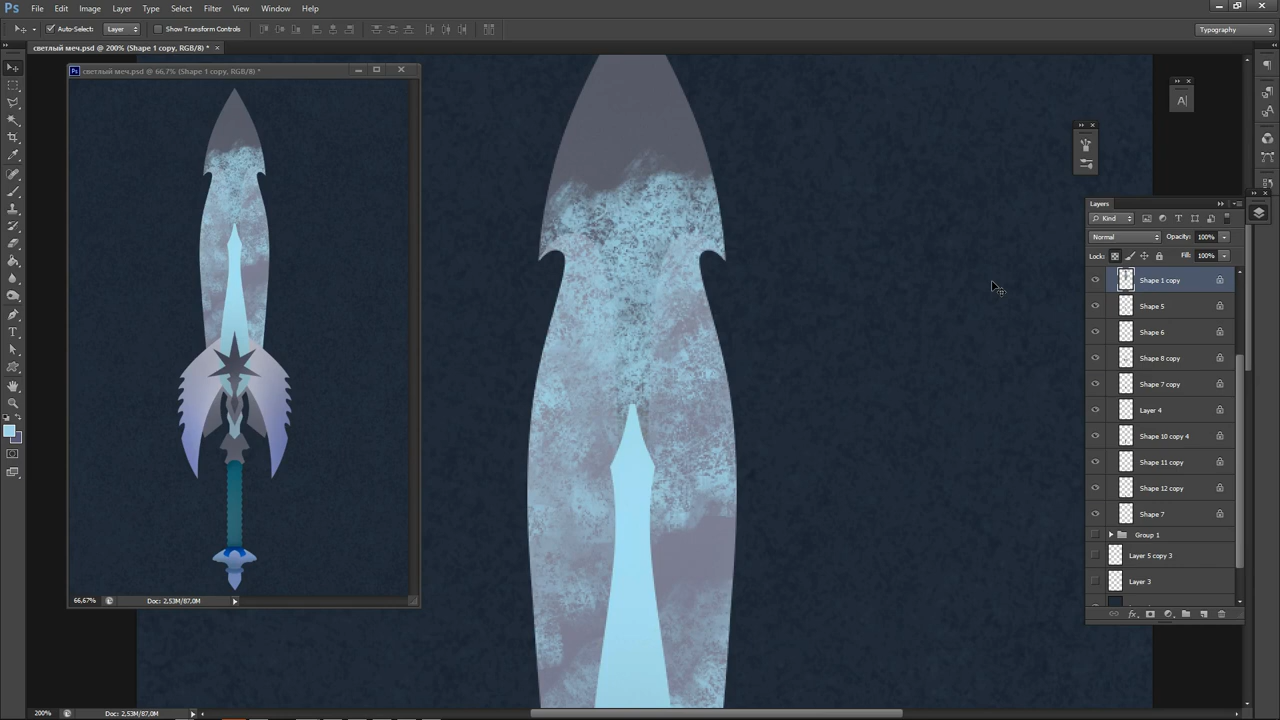 Ps File Edit Image Layer Type Select Filter View Window Help
Auto-Select: Layer Show Transform Controls Typography
светлый меч.psd @ 200% (Shape 1 copy, RGB/8) * ×
Ps светлый меч.psd @ 66,7% (Shape 1 copy, RGB/8) *
A
Layers
Kind
Normal Opacity: 100%
Lock: Fill: 100%
Shape 1 copy
Shape 5
Shape 6
Shape 8 copy
Shape 7 copy
Layer 4
Shape 10 copy 4
Shape 11 copy
Shape 12 copy
Shape 7
Group 1
Layer 5 copy 3
Layer 3
fx
66,67% Doc: 2,53M/87,0M
200% Doc: 2,53M/87,0M